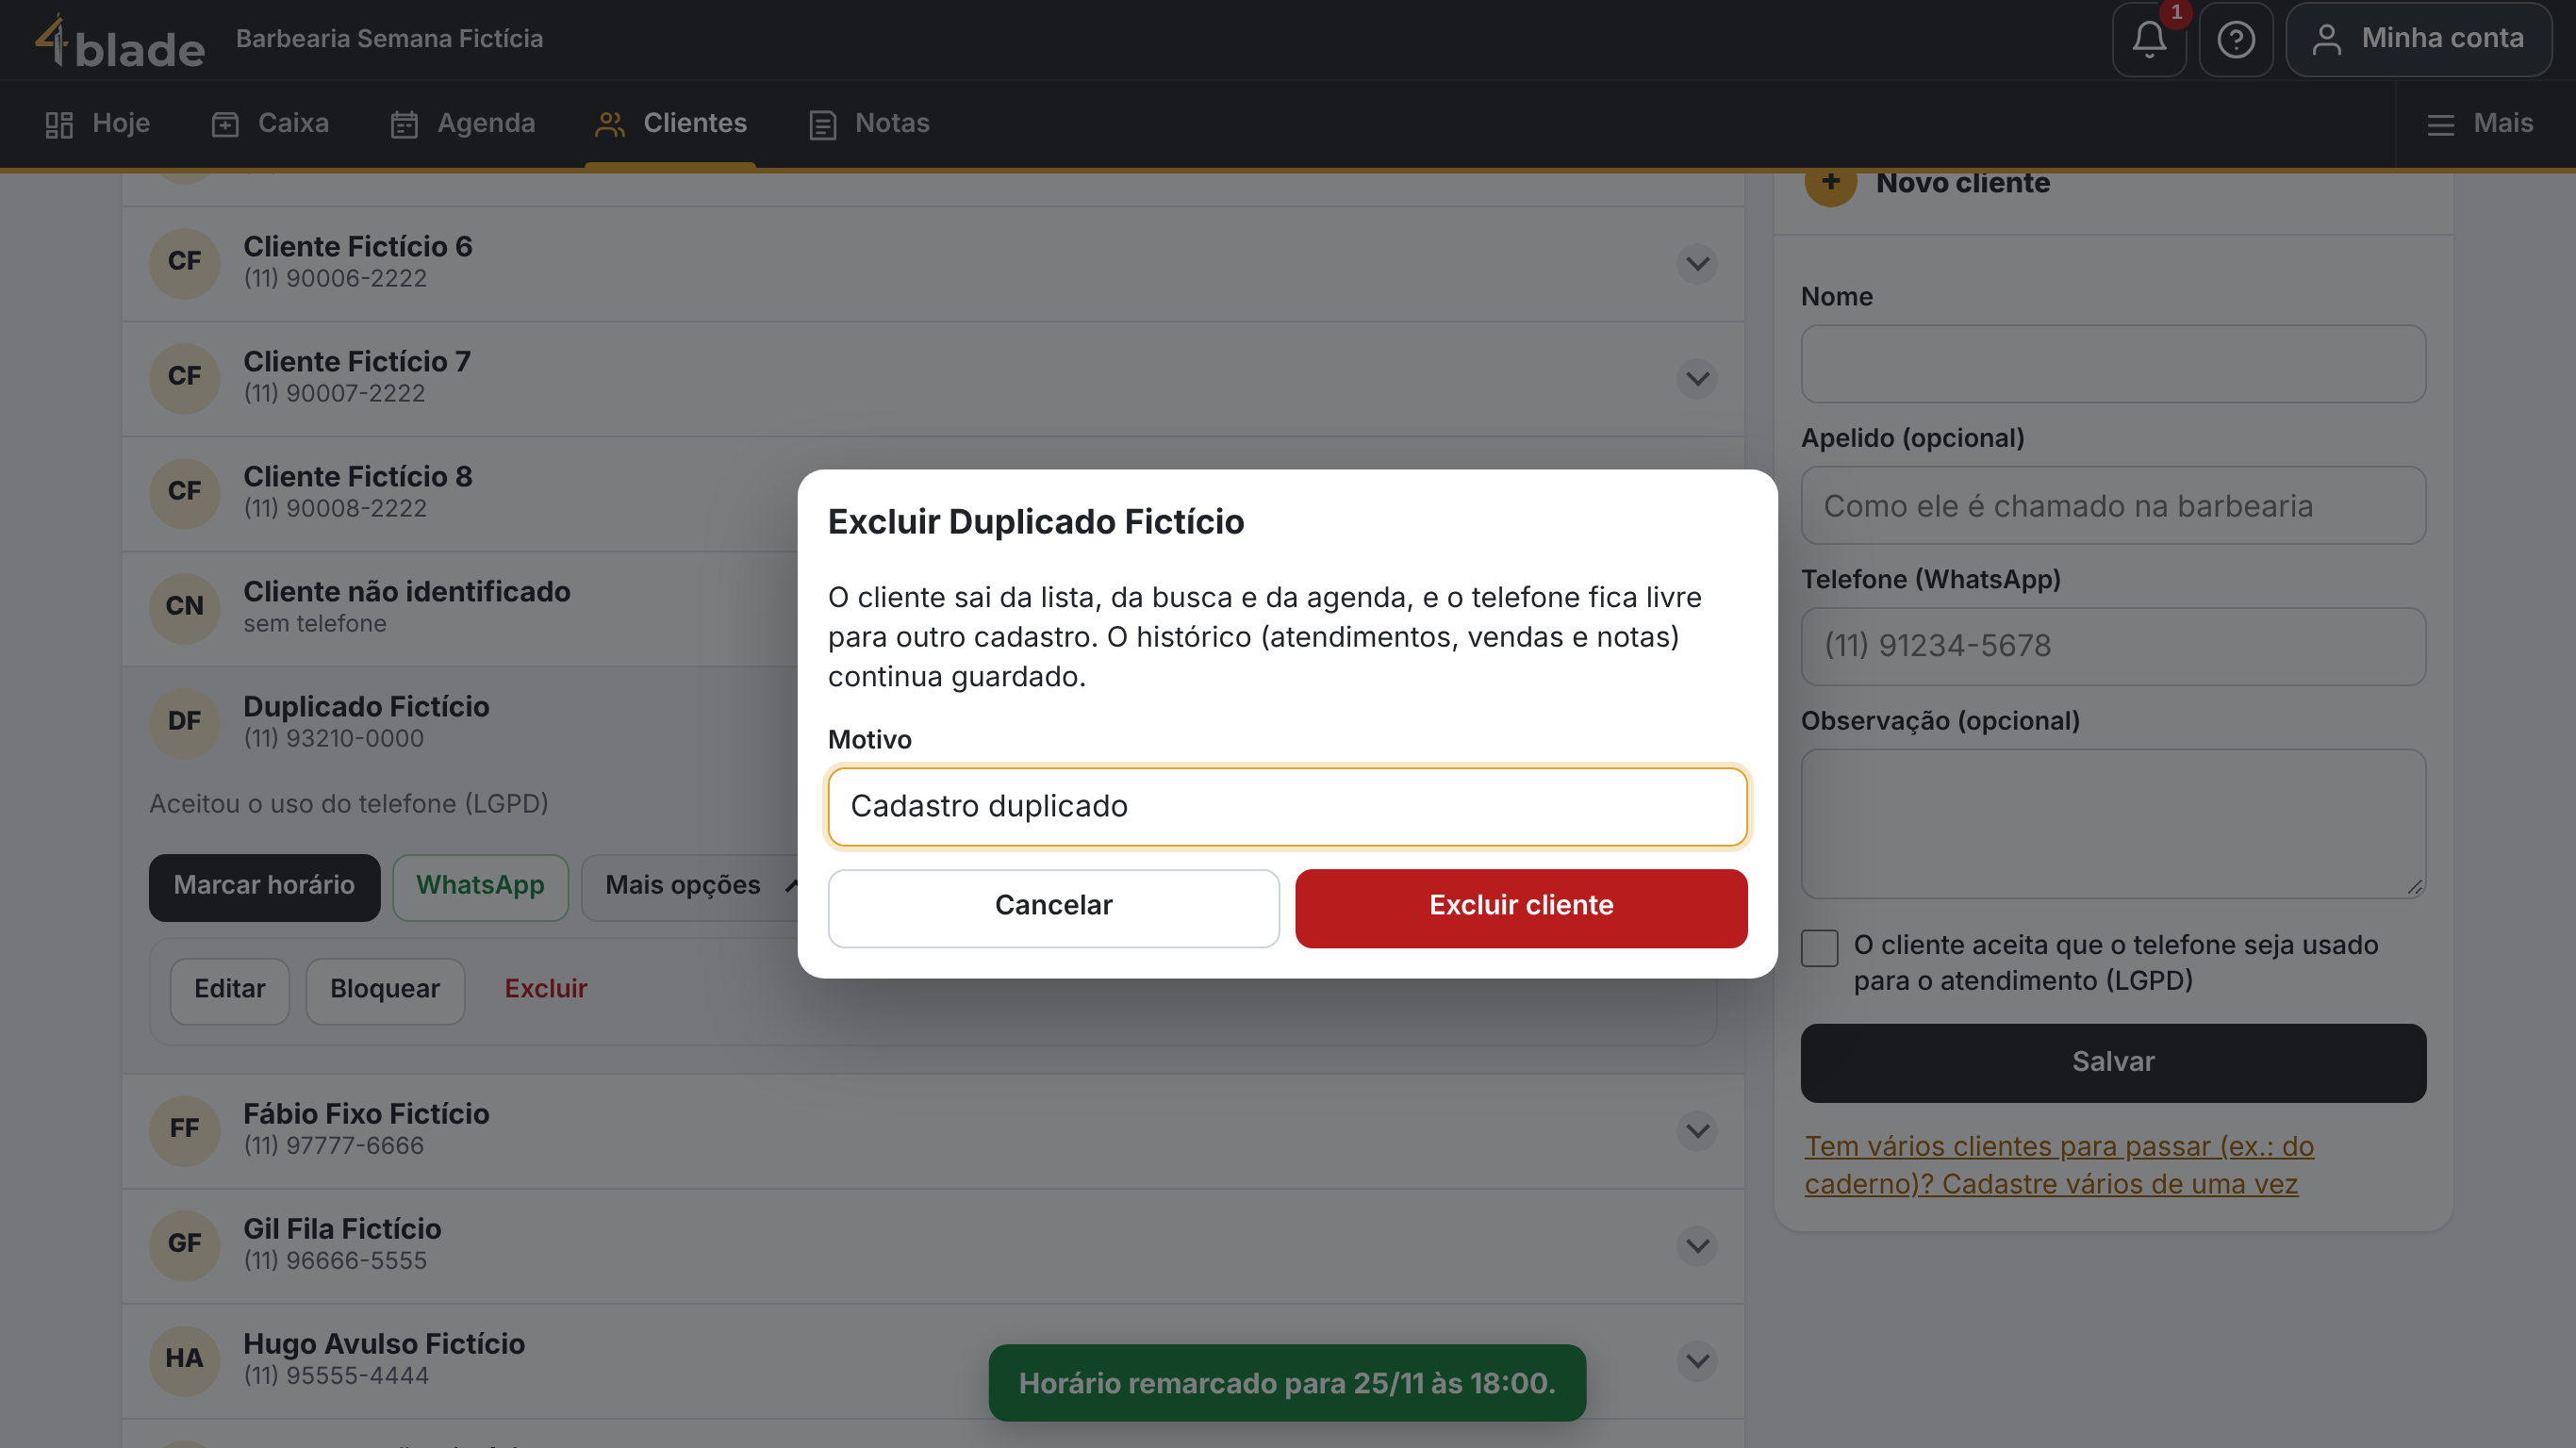 4blade
Barbearia Semana Fictícia
1
Minha conta
Hoje
Caixa
Agenda
Clientes
Notas
Mais
CF
Cliente Fictício 6
(11) 90006-2222
CF
Cliente Fictício 7
(11) 90007-2222
CF
Cliente Fictício 8
(11) 90008-2222
CN
Cliente não identificado
sem telefone
DF
Duplicado Fictício
(11) 93210-0000
Aceitou o uso do telefone (LGPD)
Marcar horário
WhatsApp
Mais opções
Editar
Bloquear
Excluir
FF
Fábio Fixo Fictício
(11) 97777-6666
GF
Gil Fila Fictício
(11) 96666-5555
HA
Hugo Avulso Fictício
(11) 95555-4444
Excluir Duplicado Fictício
O cliente sai da lista, da busca e da agenda, e o telefone fica livre
para outro cadastro. O histórico (atendimentos, vendas e notas)
continua guardado.
Motivo
Cadastro duplicado
Cancelar
Excluir cliente
Novo cliente
Nome
Apelido (opcional)
Como ele é chamado na barbearia
Telefone (WhatsApp)
(11) 91234-5678
Observação (opcional)
O cliente aceita que o telefone seja usado
para o atendimento (LGPD)
Salvar
Tem vários clientes para passar (ex.: do
caderno)? Cadastre vários de uma vez
Horário remarcado para 25/11 às 18:00.